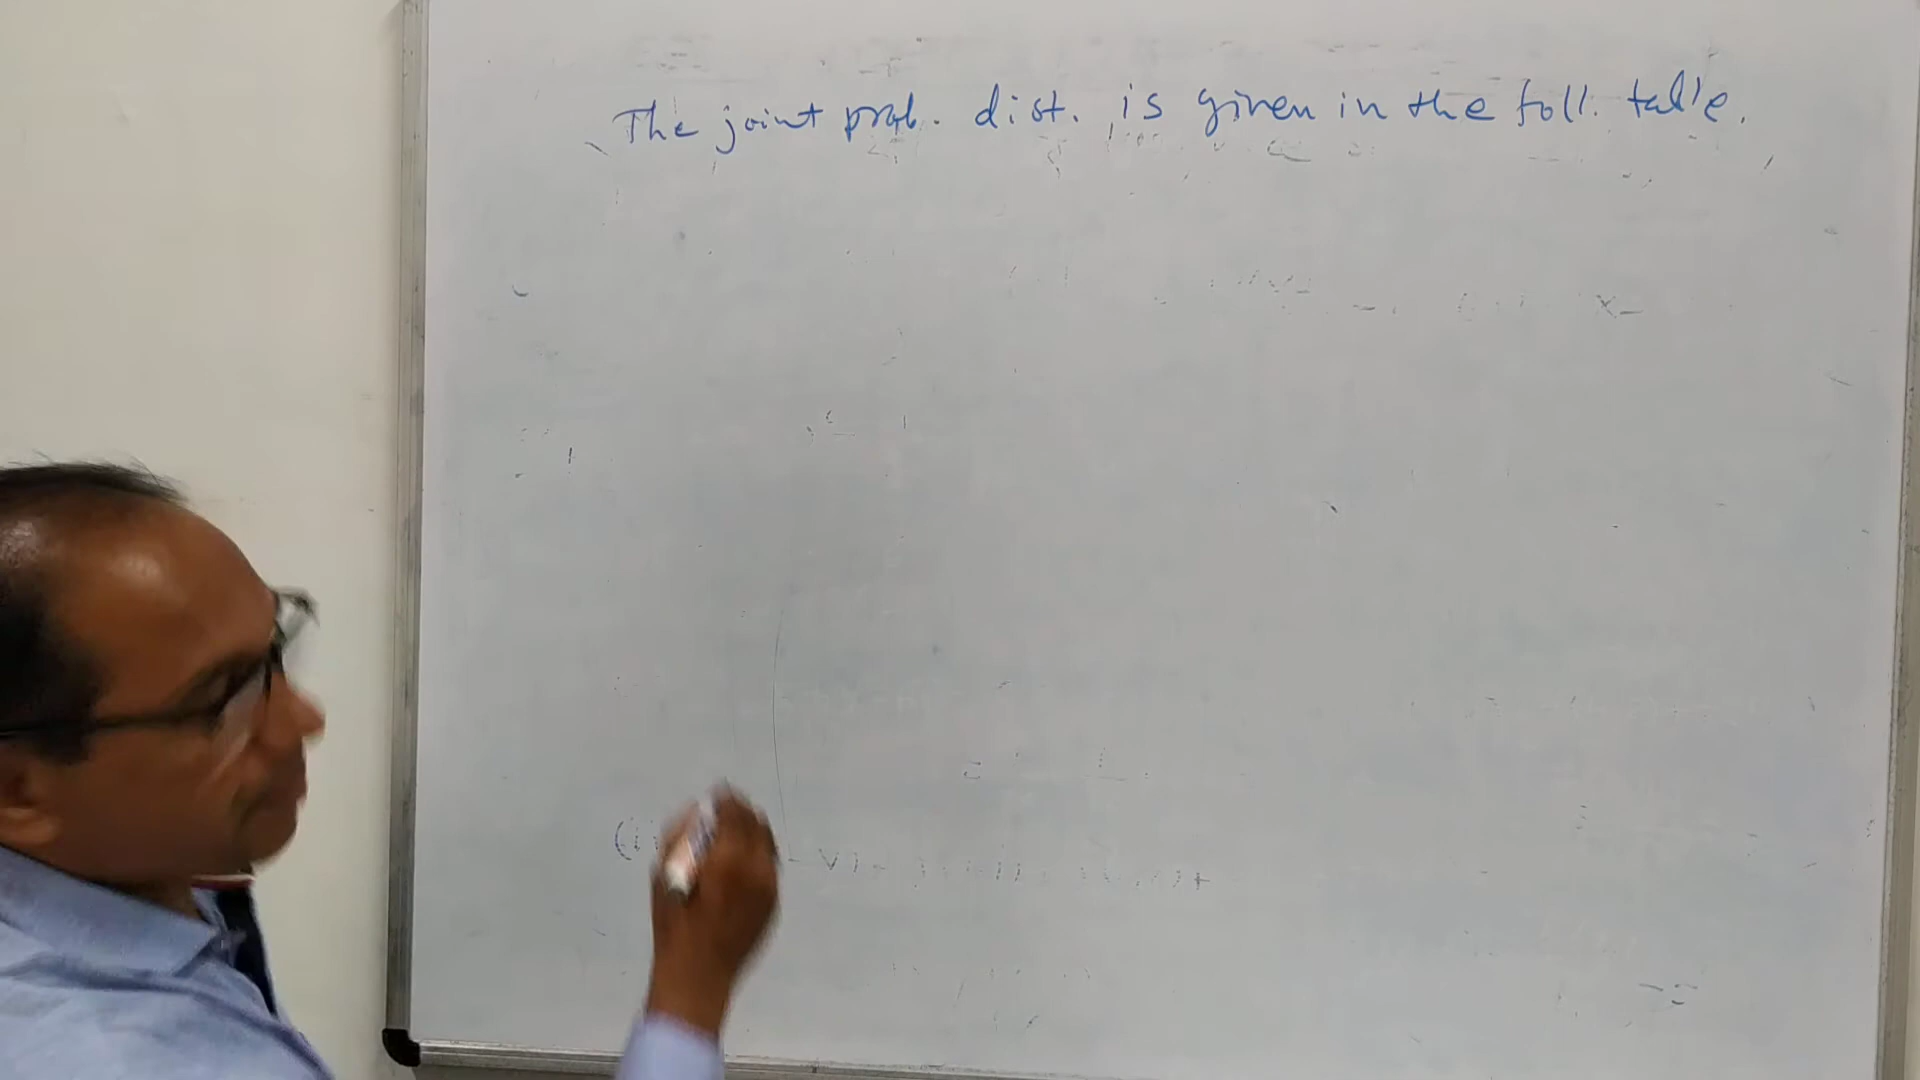 The joint prob. dist. is given in the foll. table.